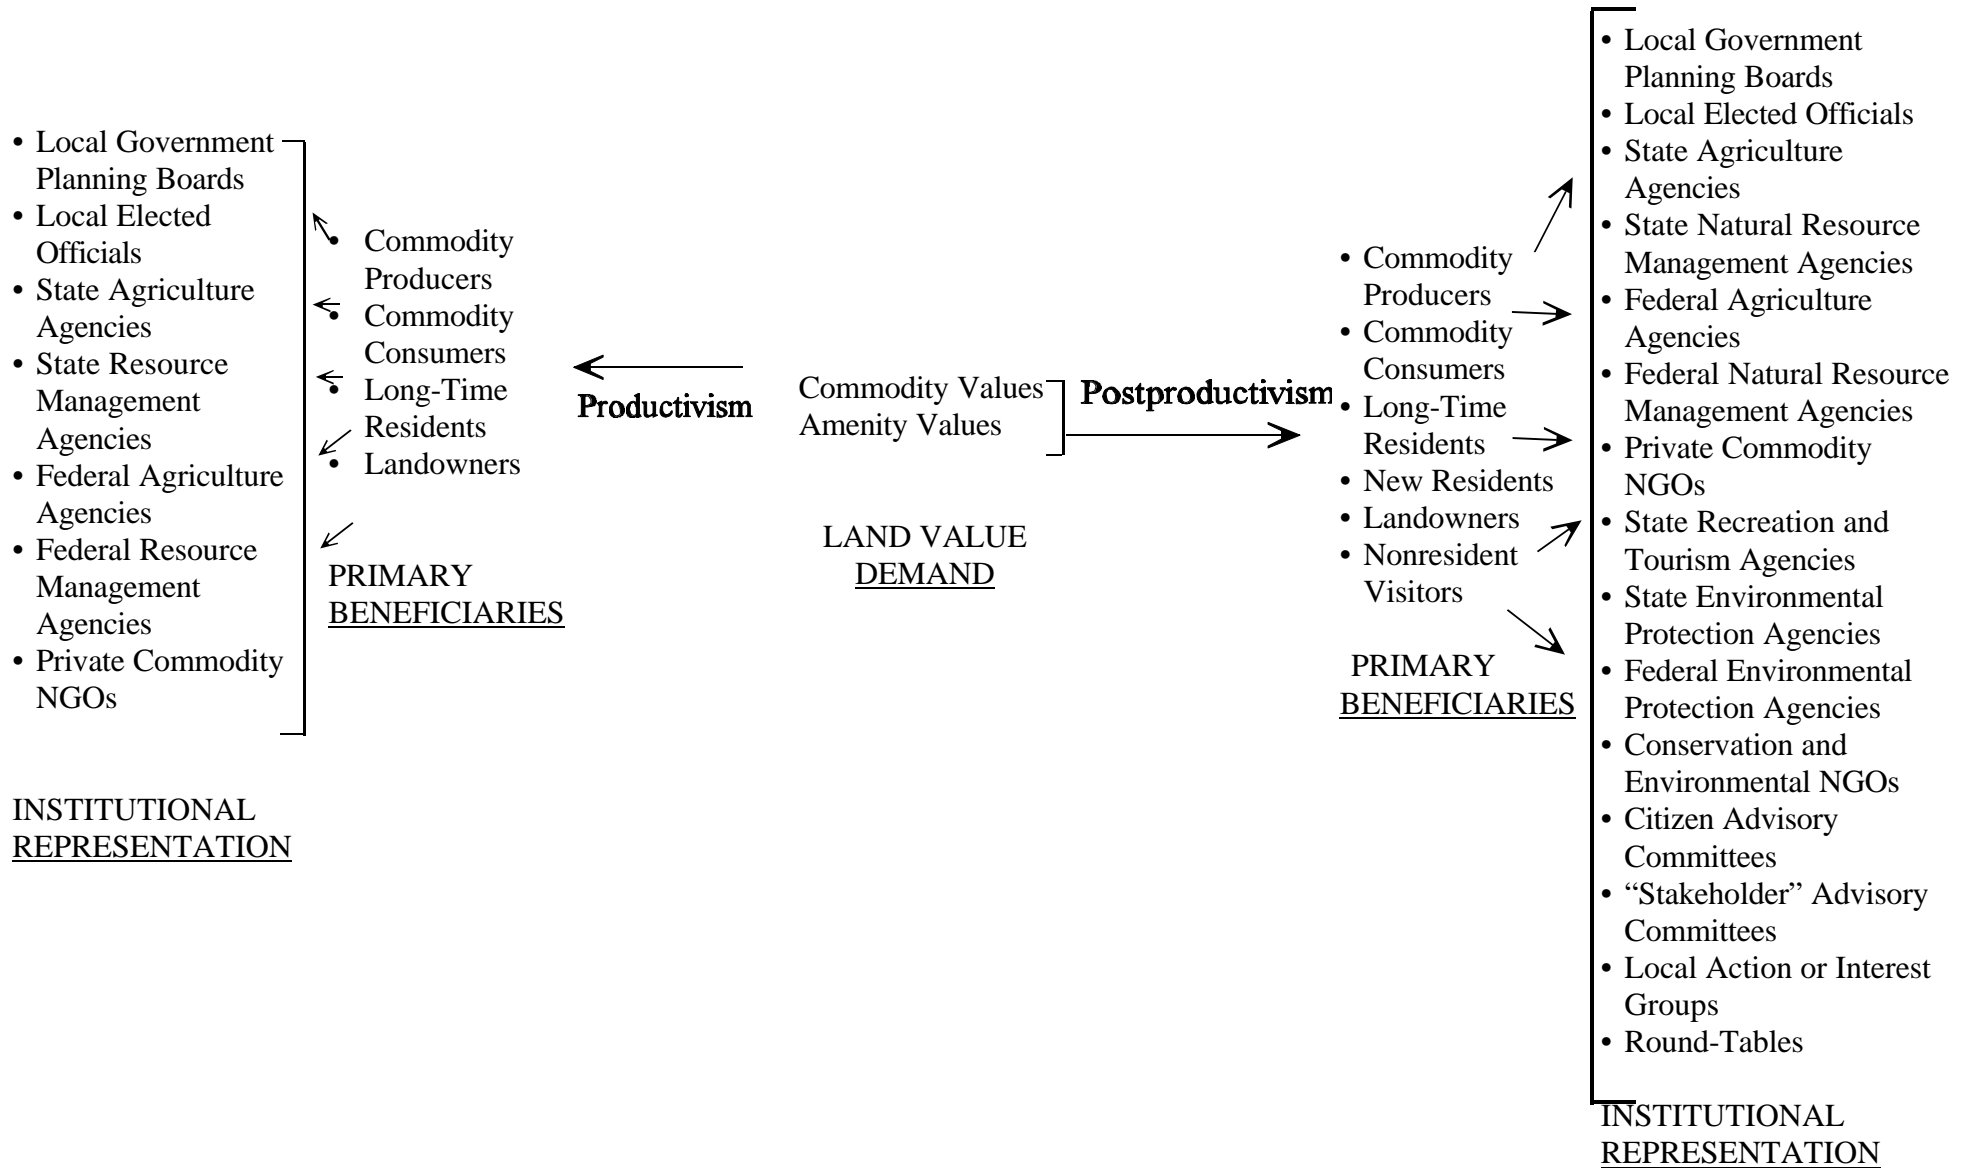 • Local Government
Planning Boards
• Local Elected
Officials
• State Agriculture
Agencies
• State Resource
Management
Agencies
• Federal Agriculture
Agencies
• Federal Resource
Management
Agencies
• Private Commodity
NGOs
INSTITUTIONAL
REPRESENTATION
• Commodity
Producers
• Commodity
Consumers
• Long-Time
Residents
• Landowners
PRIMARY
BENEFICIARIES
Productivism
Commodity Values
Amenity Values
LAND VALUE
DEMAND
Postproductivism
• Commodity
Producers
• Commodity
Consumers
• Long-Time
Residents
• New Residents
• Landowners
• Nonresident
Visitors
PRIMARY
BENEFICIARIES
• Local Government
Planning Boards
• Local Elected Officials
• State Agriculture
Agencies
• State Natural Resource
Management Agencies
• Federal Agriculture
Agencies
• Federal Natural Resource
Management Agencies
• Private Commodity
NGOs
• State Recreation and
Tourism Agencies
• State Environmental
Protection Agencies
• Federal Environmental
Protection Agencies
• Conservation and
Environmental NGOs
• Citizen Advisory
Committees
• “Stakeholder” Advisory
Committees
• Local Action or Interest
Groups
• Round-Tables
INSTITUTIONAL
REPRESENTATION